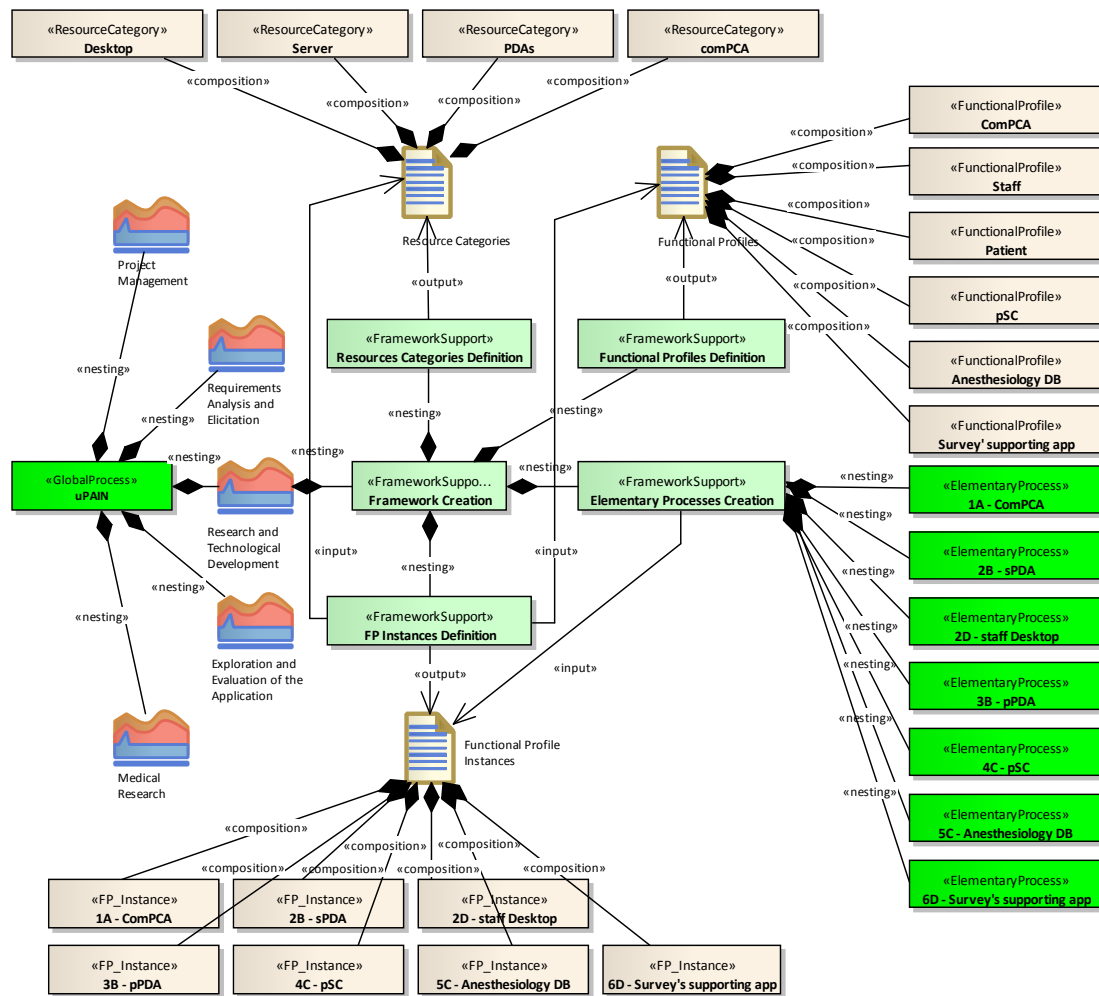 «ResourceCategory»
Desktop
«ResourceCategory»
Server
«ResourceCategory»
PDAs
«ResourceCategory»
comPCA
«composition»
«composition»
«composition»
«composition»
Resource Categories
Functional Profiles
«composition»
«composition»
«composition»
«composition»
«composition»
«composition»
«FunctionalProfile»
ComPCA
«FunctionalProfile»
Staff
«FunctionalProfile»
Patient
«FunctionalProfile»
pSC
«FunctionalProfile»
Anesthesiology DB
«FunctionalProfile»
Survey' supporting app
Project
Management
«output»
«output»
«FrameworkSupport»
Resources Categories Definition
«FrameworkSupport»
Functional Profiles Definition
«nesting»
Requirements
Analysis and
Elicitation
«nesting»
«nesting»
«nesting»
«nesting»
«nesting»
«nesting»
«GlobalProcess»
uPAIN
«FrameworkSuppo...
Framework Creation
«FrameworkSupport»
Elementary Processes Creation
Research and
Technological
Development
«input»
«nesting»
«input»
«nesting»
«nesting»
«FrameworkSupport»
FP Instances Definition
Exploration and
Evaluation of the
Application
«output»
«input»
Medical
Research
Functional Profile
Instances
«nesting»
«nesting»
«nesting»
«nesting»
«nesting»
«nesting»
«nesting»
«ElementaryProcess»
1A - ComPCA
«ElementaryProcess»
2B - sPDA
«ElementaryProcess»
2D - staff Desktop
«ElementaryProcess»
3B - pPDA
«ElementaryProcess»
4C - pSC
«ElementaryProcess»
5C - Anesthesiology DB
«ElementaryProcess»
6D - Survey's supporting app
«composition»
«composition»
«composition»
«composition»
«composition»
«composition»
«composition»
«FP_Instance»
1A - ComPCA
«FP_Instance»
2B - sPDA
«FP_Instance»
2D - staff Desktop
«FP_Instance»
3B - pPDA
«FP_Instance»
4C - pSC
«FP_Instance»
5C - Anesthesiology DB
«FP_Instance»
6D - Survey's supporting app